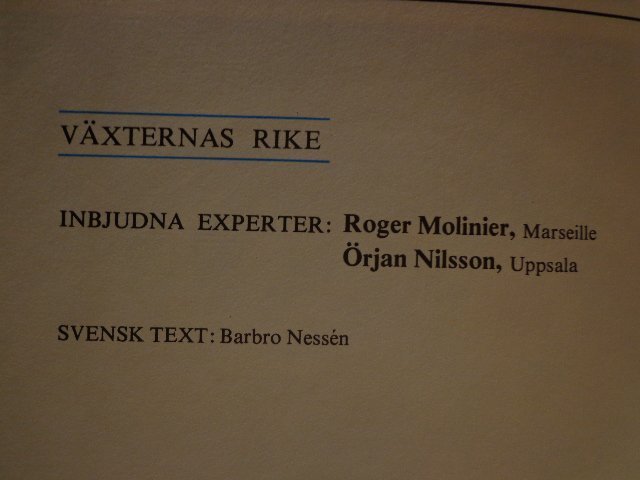 VÄXTERNAS RIKE
INBJUDNA EXPERTER: Roger Molinier, Marseille
Örjan Nilsson, Uppsala
SVENSK TEXT: Barbro Nessén